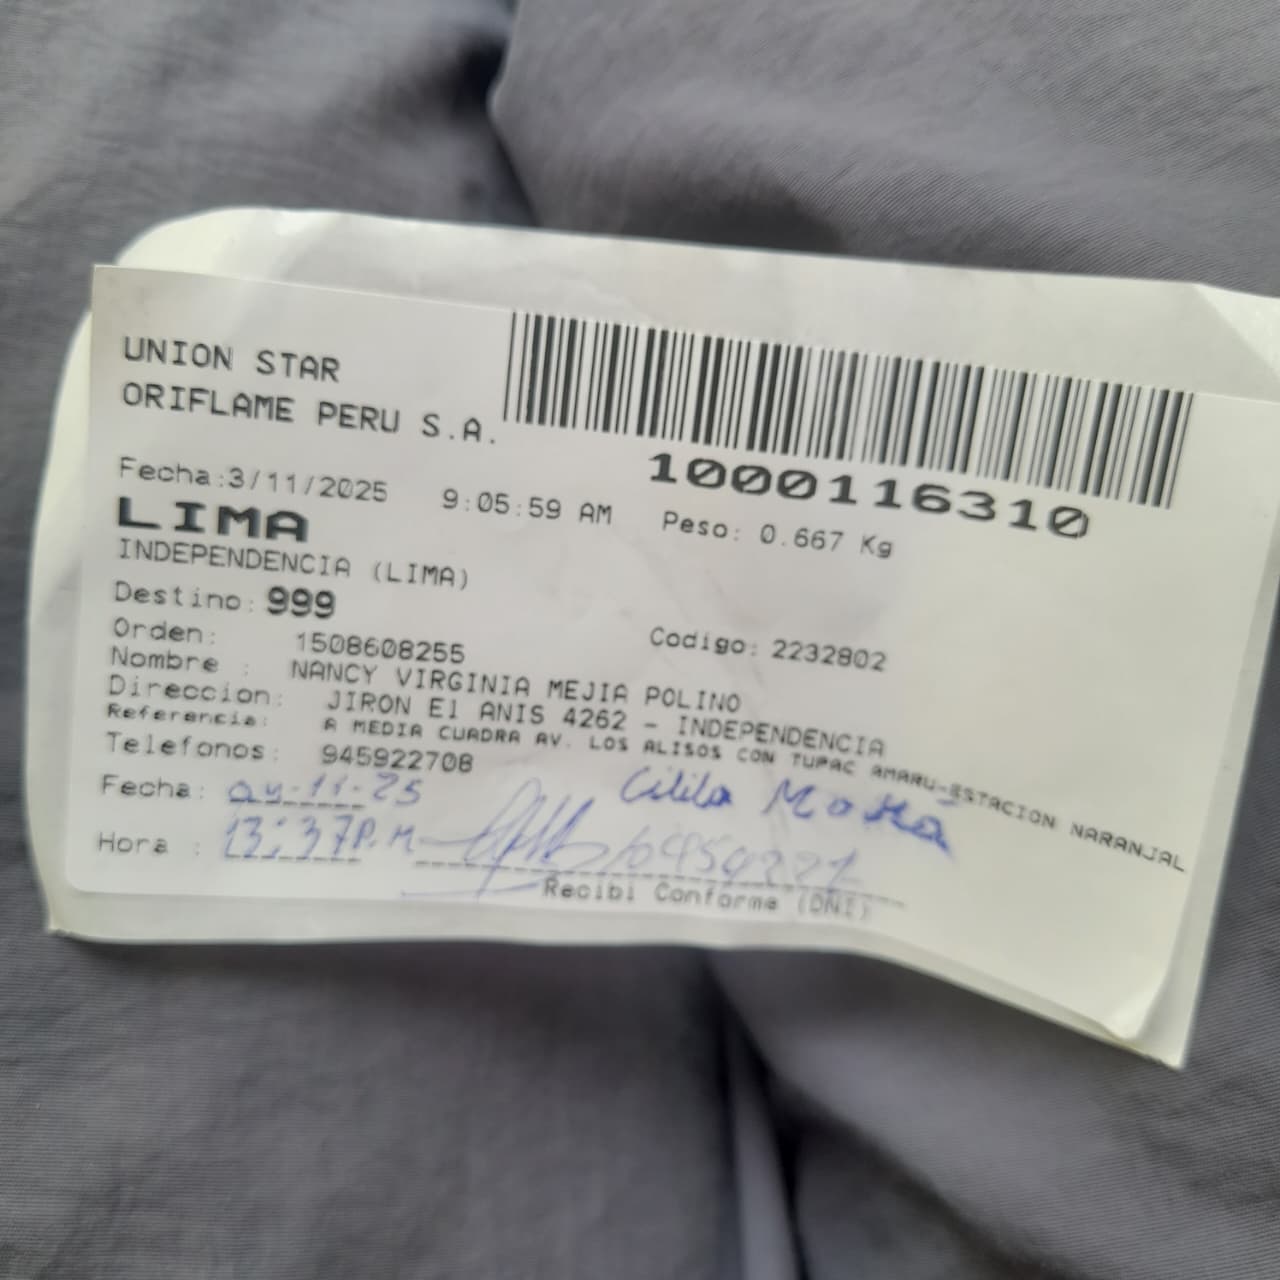 UNION STAR
ORIFLAME PERU S.A.
1000116310
Fecha:3/11/2025 9:05:59 AM Peso: 0.667 Kg
LIMA
INDEPENDENCIA (LIMA)
Destino: 999
Orden: 1508608255 Codigo: 2232802
Nombre : NANCY VIRGINIA MEJIA POLINO
Direccion: JIRON El ANIS 4262 - INDEPENDENCIA
Referencia: A MEDIA CUADRA AV. LOS ALISOS CON TUPAC AMARU-ESTACION NARANJAL
Telefonos: 945922708
Fecha: 04-11-25
Hora : 13:37P.M
Recibi Conforme (DNI)